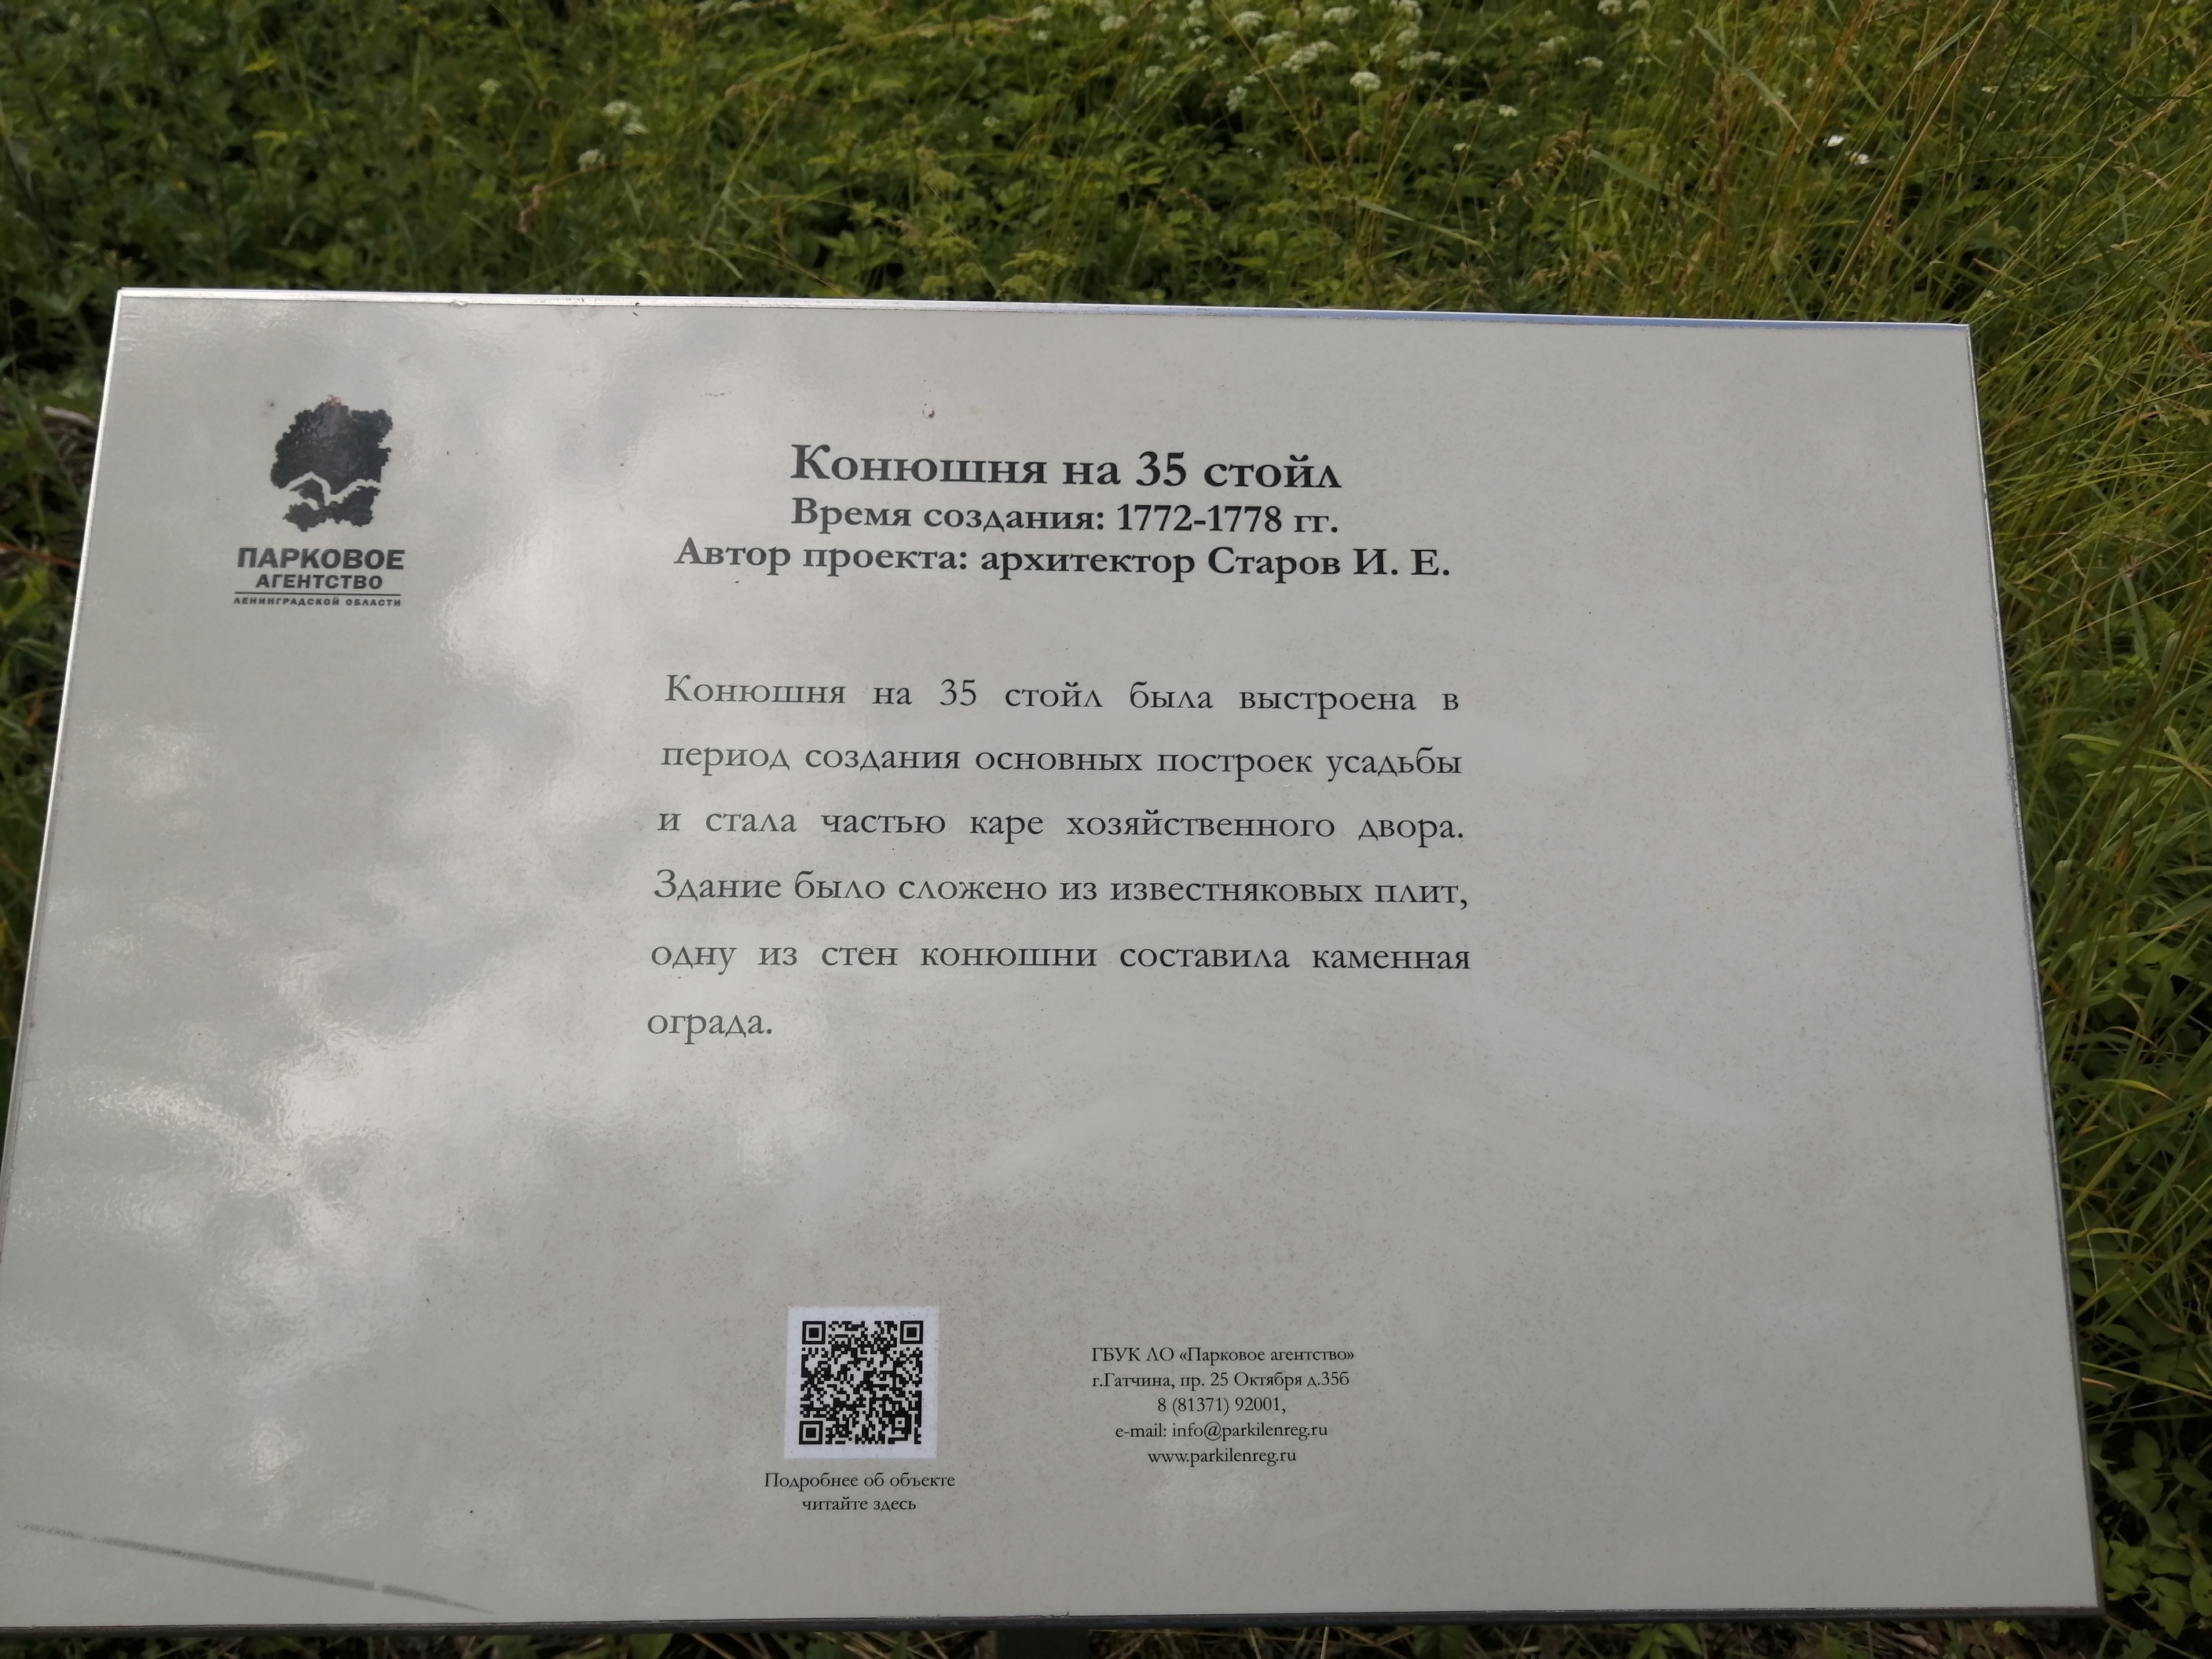 ПАРКОВОЕ
АГЕНТСТВО
ЛЕНИНГРАДСКОЙ ОБЛАСТИ
Конюшня на 35 стойл
Время создания: 1772-1778 гг.
Автор проекта: архитектор Старов И. Е.
Конюшня на 35 стойл была выстроена в
период создания основных построек усадьбы
и стала частью каре хозяйственного двора.
Здание было сложено из известняковых плит,
одну из стен конюшни составила каменная
ограда.
Подробнее об объекте
читайте здесь
ГБУК ЛО «Парковое агентство»
г.Гатчина, пр. 25 Октября д.35б
8 (81371) 92001,
e-mail: info@parkilenreg.ru
www.parkilenreg.ru